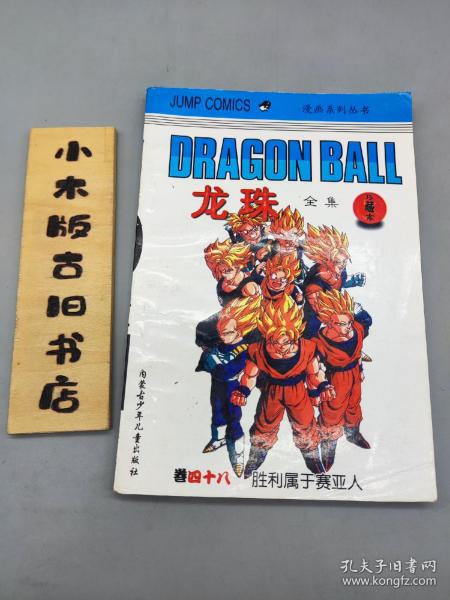 小木版古旧书店
JUMP COMICS
漫画系列丛书
DRAGON BALL
龙珠
全集
珍藏本
内蒙古少年儿童出版社
卷四十八
胜利属于赛亚人
孔夫子旧书网
www.kongfz.com